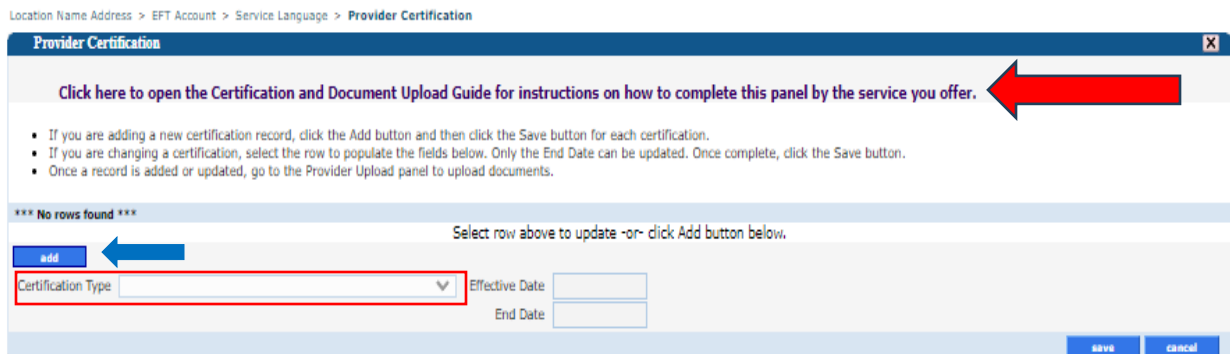 Location Name Address > EFT Account > Service Language > Provider Certification
Provider Certification X
Click here to open the Certification and Document Upload Guide for instructions on how to complete this panel by the service you offer.
• If you are adding a new certification record, click the Add button and then click the Save button for each certification.
• If you are changing a certification, select the row to populate the fields below. Only the End Date can be updated. Once complete, click the Save button.
• Once a record is added or updated, go to the Provider Upload panel to upload documents.
*** No rows found ***
Select row above to update -or- click Add button below.
add
Certification Type Effective Date
End Date
save cancel